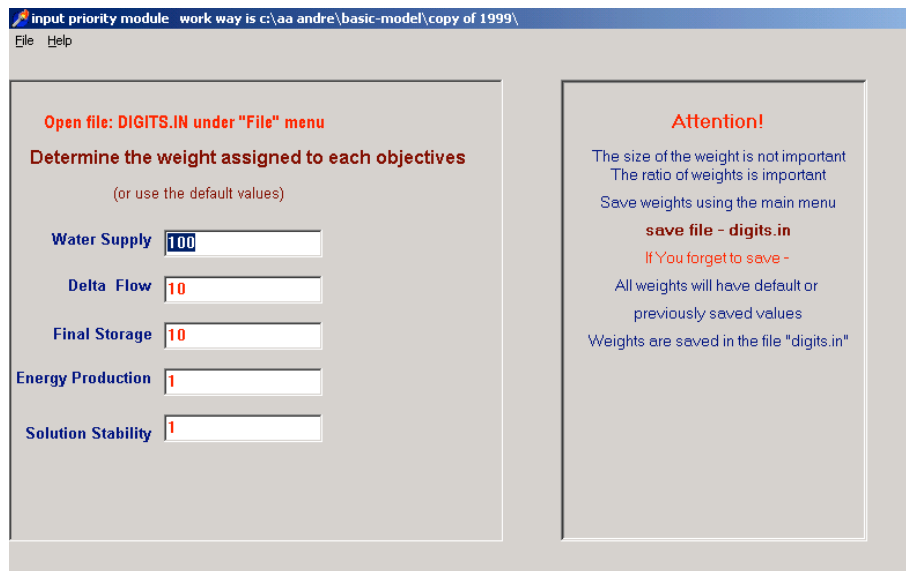 input priority module work way is c:\aa andre\basic-model\copy of 1999\
File Help
Open file: DIGITS.IN under "File" menu
Determine the weight assigned to each objectives
(or use the default values)
Water Supply 100
Delta Flow 10
Final Storage 10
Energy Production 1
Solution Stability 1
Attention!
The size of the weight is not important
The ratio of weights is important
Save weights using the main menu
save file - digits.in
If You forget to save -
All weights will have default or
previously saved values
Weights are saved in the file "digits.in"